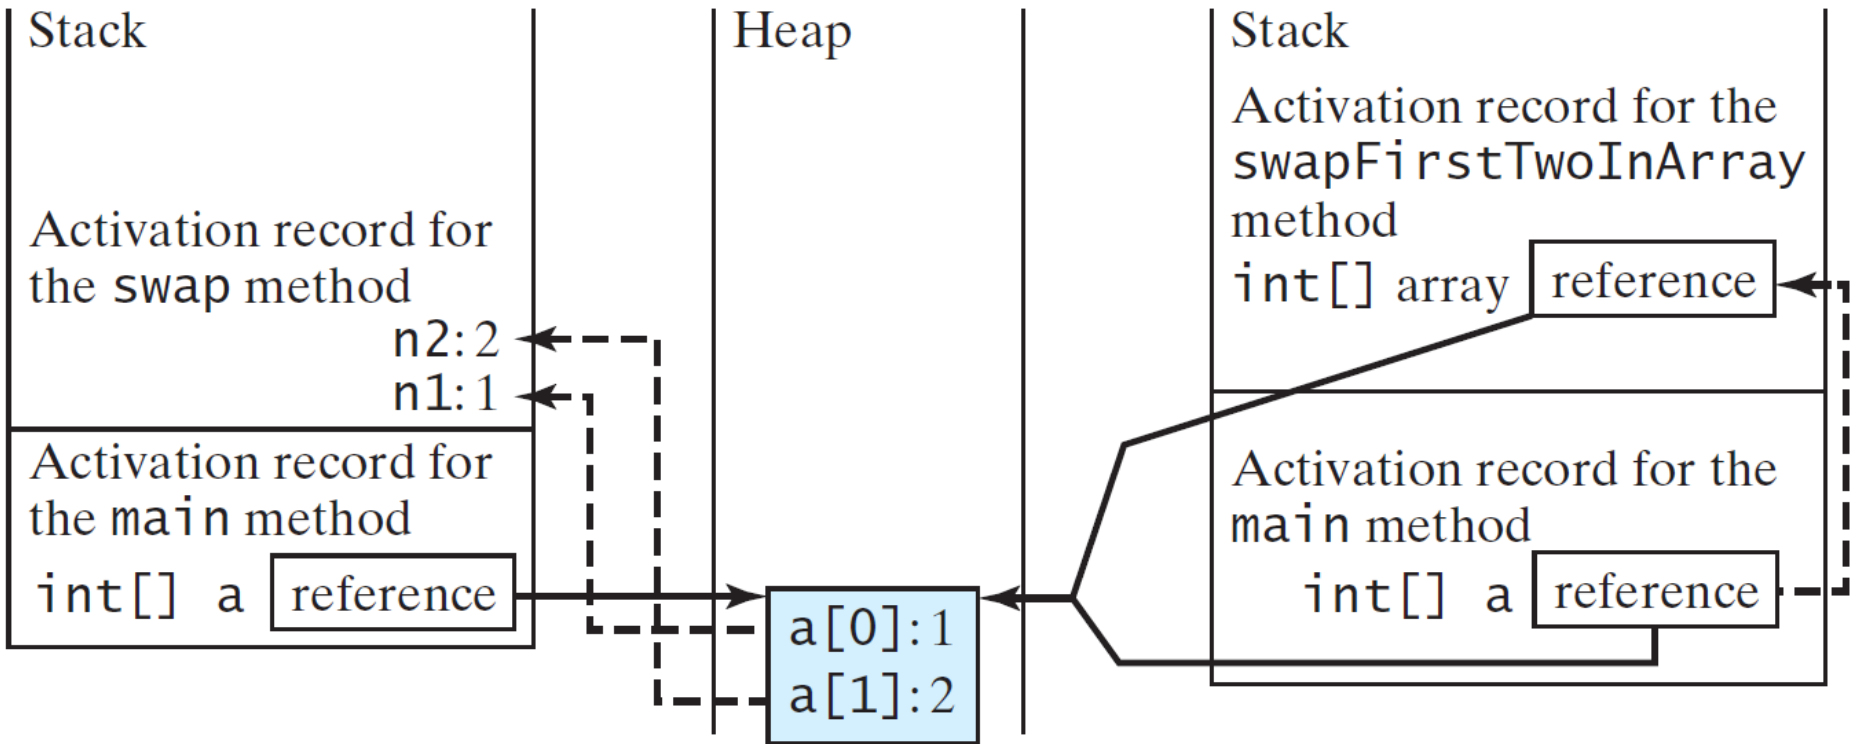 Stack
Activation record for
the swap method
n2: 2
n1: 1
Activation record for
the main method
int[] a reference
Heap
a[0]: 1
a[1]: 2
Stack
Activation record for the
swapFirstTwoInArray
method
int[] array reference
Activation record for the
main method
int[] a reference